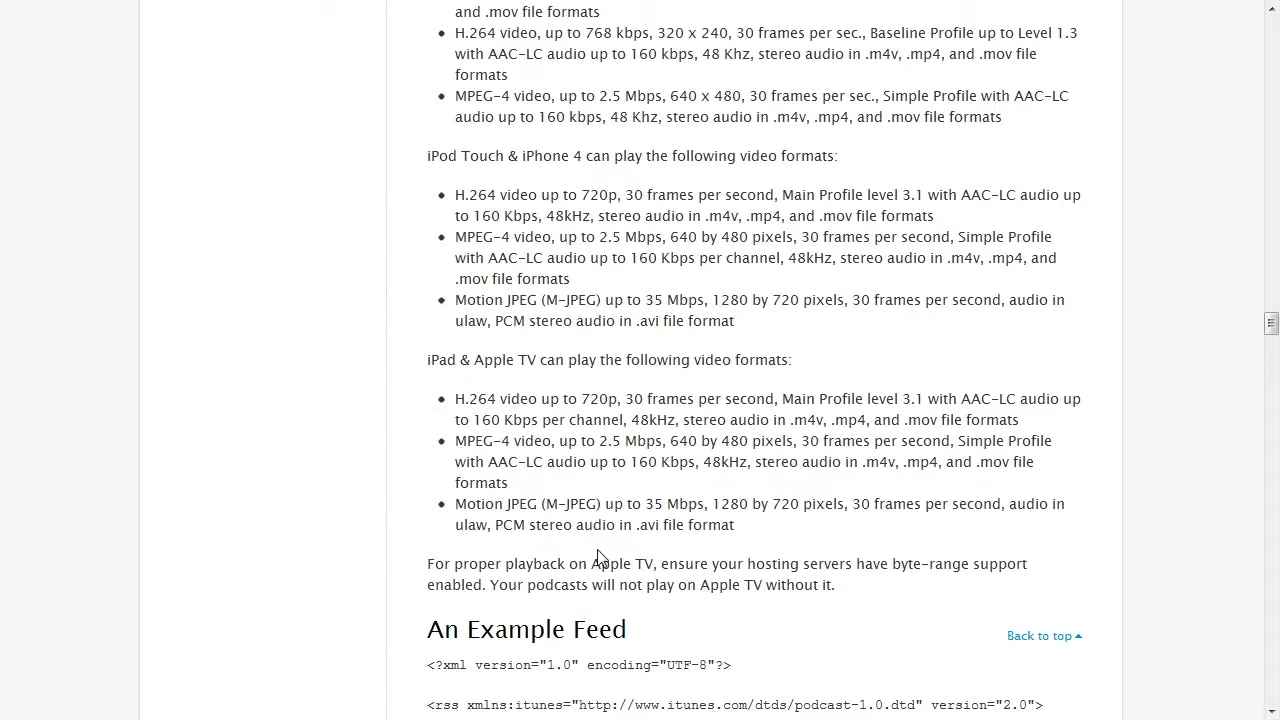 and .mov file formats
H.264 video, up to 768 kbps, 320 x 240, 30 frames per sec., Baseline Profile up to Level 1.3
with AAC-LC audio up to 160 kbps, 48 Khz, stereo audio in .m4v, .mp4, and .mov file
formats
MPEG-4 video, up to 2.5 Mbps, 640 x 480, 30 frames per sec., Simple Profile with AAC-LC
audio up to 160 kbps, 48 Khz, stereo audio in .m4v, .mp4, and .mov file formats
iPod Touch & iPhone 4 can play the following video formats:
H.264 video up to 720p, 30 frames per second, Main Profile level 3.1 with AAC-LC audio up
to 160 Kbps, 48kHz, stereo audio in .m4v, .mp4, and .mov file formats
MPEG-4 video, up to 2.5 Mbps, 640 by 480 pixels, 30 frames per second, Simple Profile
with AAC-LC audio up to 160 Kbps per channel, 48kHz, stereo audio in .m4v, .mp4, and
.mov file formats
Motion JPEG (M-JPEG) up to 35 Mbps, 1280 by 720 pixels, 30 frames per second, audio in
ulaw, PCM stereo audio in .avi file format
iPad & Apple TV can play the following video formats:
H.264 video up to 720p, 30 frames per second, Main Profile level 3.1 with AAC-LC audio up
to 160 Kbps per channel, 48kHz, stereo audio in .m4v, .mp4, and .mov file formats
MPEG-4 video, up to 2.5 Mbps, 640 by 480 pixels, 30 frames per second, Simple Profile
with AAC-LC audio up to 160 Kbps, 48kHz, stereo audio in .m4v, .mp4, and .mov file
formats
Motion JPEG (M-JPEG) up to 35 Mbps, 1280 by 720 pixels, 30 frames per second, audio in
ulaw, PCM stereo audio in .avi file format
For proper playback on Apple TV, ensure your hosting servers have byte-range support
enabled. Your podcasts will not play on Apple TV without it.
An Example Feed
Back to top
<?xml version="1.0" encoding="UTF-8"?>
<rss xmlns:itunes="http://www.itunes.com/dtds/podcast-1.0.dtd" version="2.0">